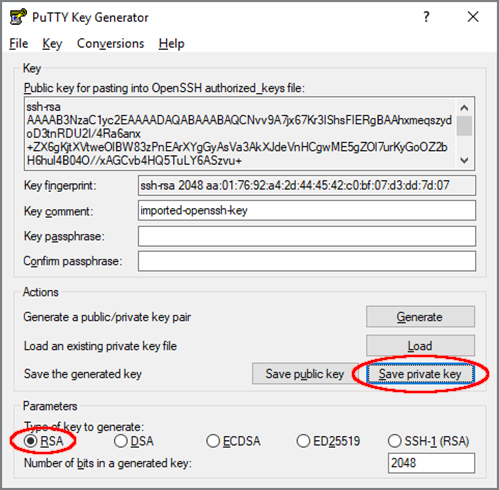 PuTTY Key Generator
File Key Conversions Help
Key
Public key for pasting into OpenSSH authorized_keys file:
ssh-rsa
AAAAB3NzaC1yc2EAAAADAQABAAABAQCNvv9A7jx67Kr3IShsFIERgBAAhxmeqszyd
oD3tnRDU2I/4Ra6anx
+ZX6gKjtXVtweOIBW83zPnEArXYgGyAsVa3AkXJdeVnHCgwME5gZOI7urKyGoOZ2b
H6hul4B04O//xAGCvb4HQ5TuLY6ASzvu+
Key fingerprint: ssh-rsa 2048 aa:01:76:92:a4:2d:44:45:42:c0:bf:07:d3:dd:7d:07
Key comment: imported-openssh-key
Key passphrase:
Confirm passphrase:
Actions
Generate a public/private key pair Generate
Load an existing private key file Load
Save the generated key Save public key Save private key
Parameters
Type of key to generate:
RSA DSA ECDSA ED25519 SSH-1 (RSA)
Number of bits in a generated key: 2048